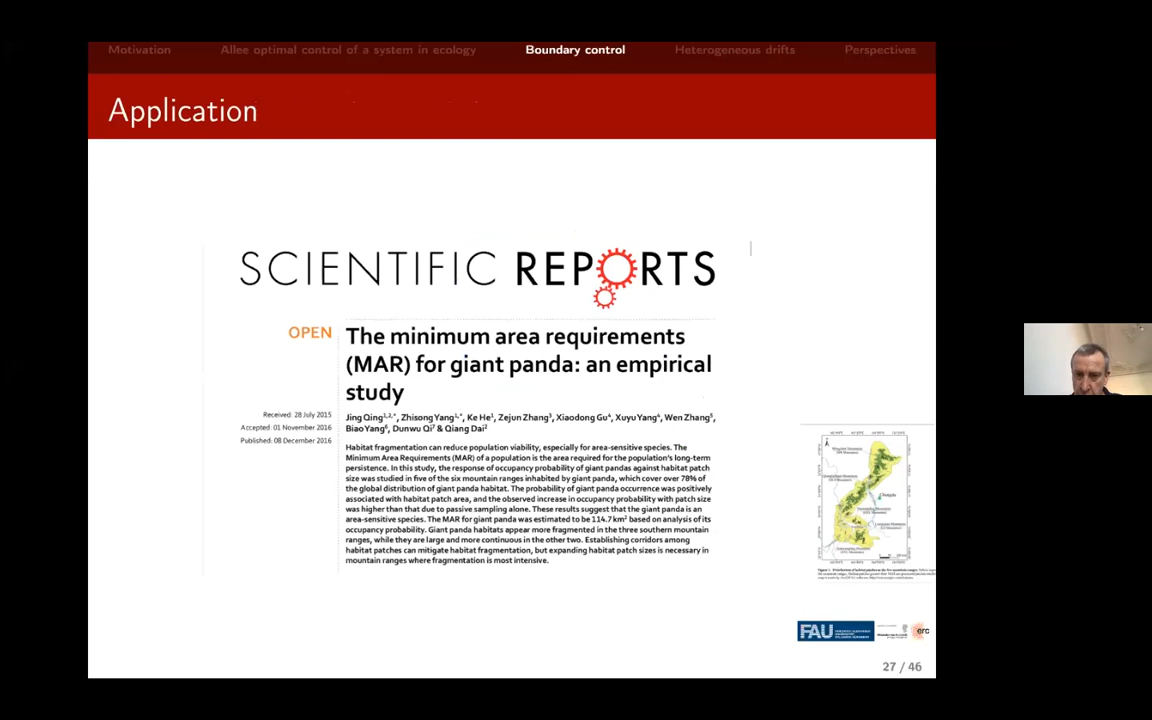 Motivation
Allee optimal control of a system in ecology
Boundary control
Heterogeneous drifts
Perspectives
Application
SCIENTIFIC REPORTS
OPEN
The minimum area requirements
(MAR) for giant panda: an empirical
study
Received: 28 July 2015
Accepted: 01 November 2016
Published: 08 December 2016
Jing Qing1,2,*, Zhisong Yang1,*, Ke He1, Zejun Zhang3, Xiaodong Gu4, Xuyu Yang4, Wen Zhang5,
Biao Yang6, Dunwu Qi7 & Qiang Dai2
Habitat fragmentation can reduce population viability, especially for area-sensitive species. The
Minimum Area Requirements (MAR) of a population is the area required for the population's long-term
persistence. In this study, the response of occupancy probability of giant pandas against habitat patch
size was studied in five of the six mountain ranges inhabited by giant panda, which cover over 78% of
the global distribution of giant panda habitat. The probability of giant panda occurrence was positively
associated with habitat patch area, and the observed increase in occupancy probability with patch size
was higher than that due to passive sampling alone. These results suggest that the giant panda is an
area-sensitive species. The MAR for giant panda was estimated to be 114.7 km2 based on analysis of its
occupancy probability. Giant panda habitats appear more fragmented in the three southern mountain
ranges, while they are large and more continuous in the other two. Establishing corridors among
habitat patches can mitigate habitat fragmentation, but expanding habitat patch sizes is necessary in
mountain ranges where fragmentation is most intensive.
FAU
erc
27 / 46